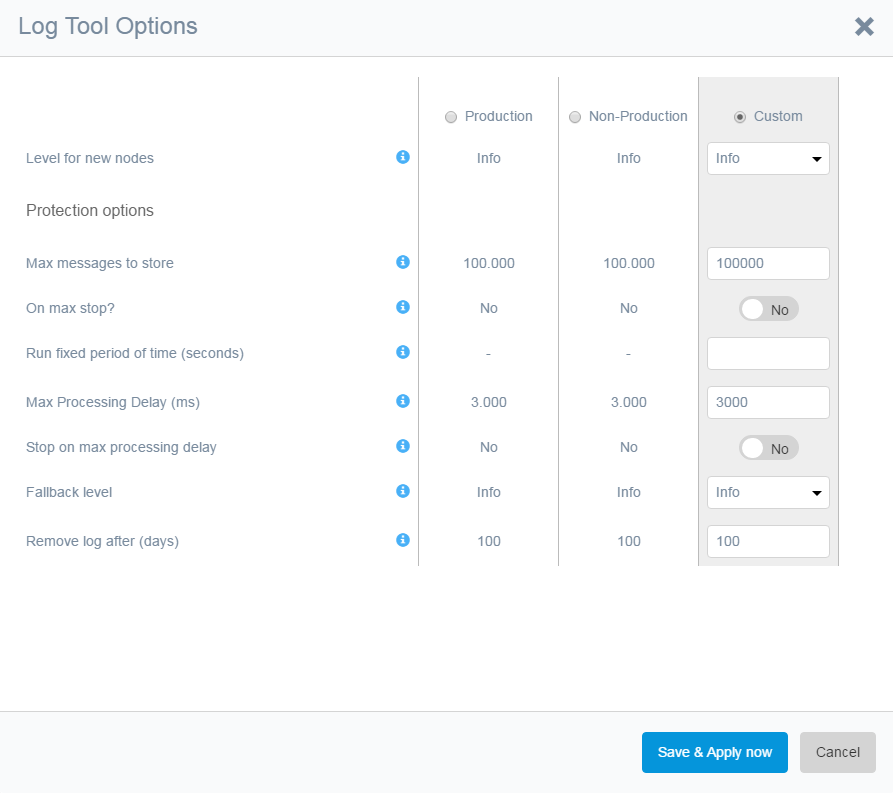 Log Tool Options
Production Non-Production Custom
Level for new nodes Info Info Info
Protection options
Max messages to store 100.000 100.000 100000
On max stop? No No No
Run fixed period of time (seconds) - -
Max Processing Delay (ms) 3.000 3.000 3000
Stop on max processing delay No No No
Fallback level Info Info Info
Remove log after (days) 100 100 100
Save & Apply now Cancel